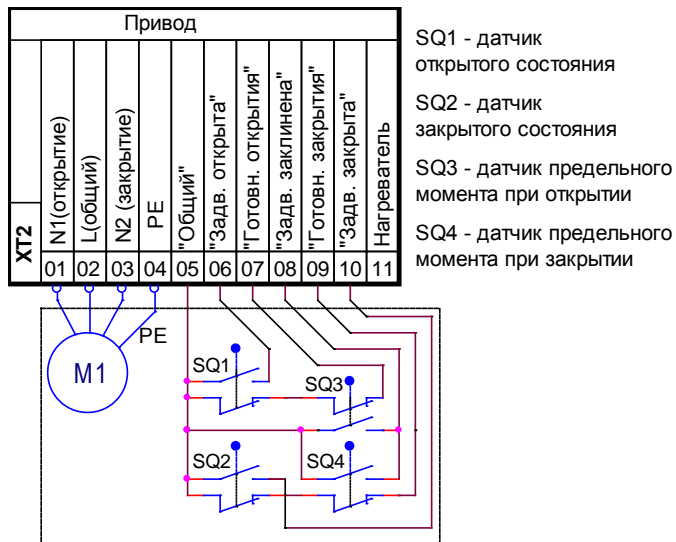 Привод
XT2
N1(открытие)
L(общий)
N2 (закрытие)
PE
"Общий"
"Задв. открыта"
"Готовн. открытия"
"Задв. заклинена"
"Готовн. закрытия"
"Задв. закрыта"
Нагреватель
01 02 03 04 05 06 07 08 09 10 11
SQ1 - датчик
открытого состояния
SQ2 - датчик
закрытого состояния
SQ3 - датчик предельного
момента при открытии
SQ4 - датчик предельного
момента при закрытии
PE
M1
SQ1
SQ3
SQ2
SQ4